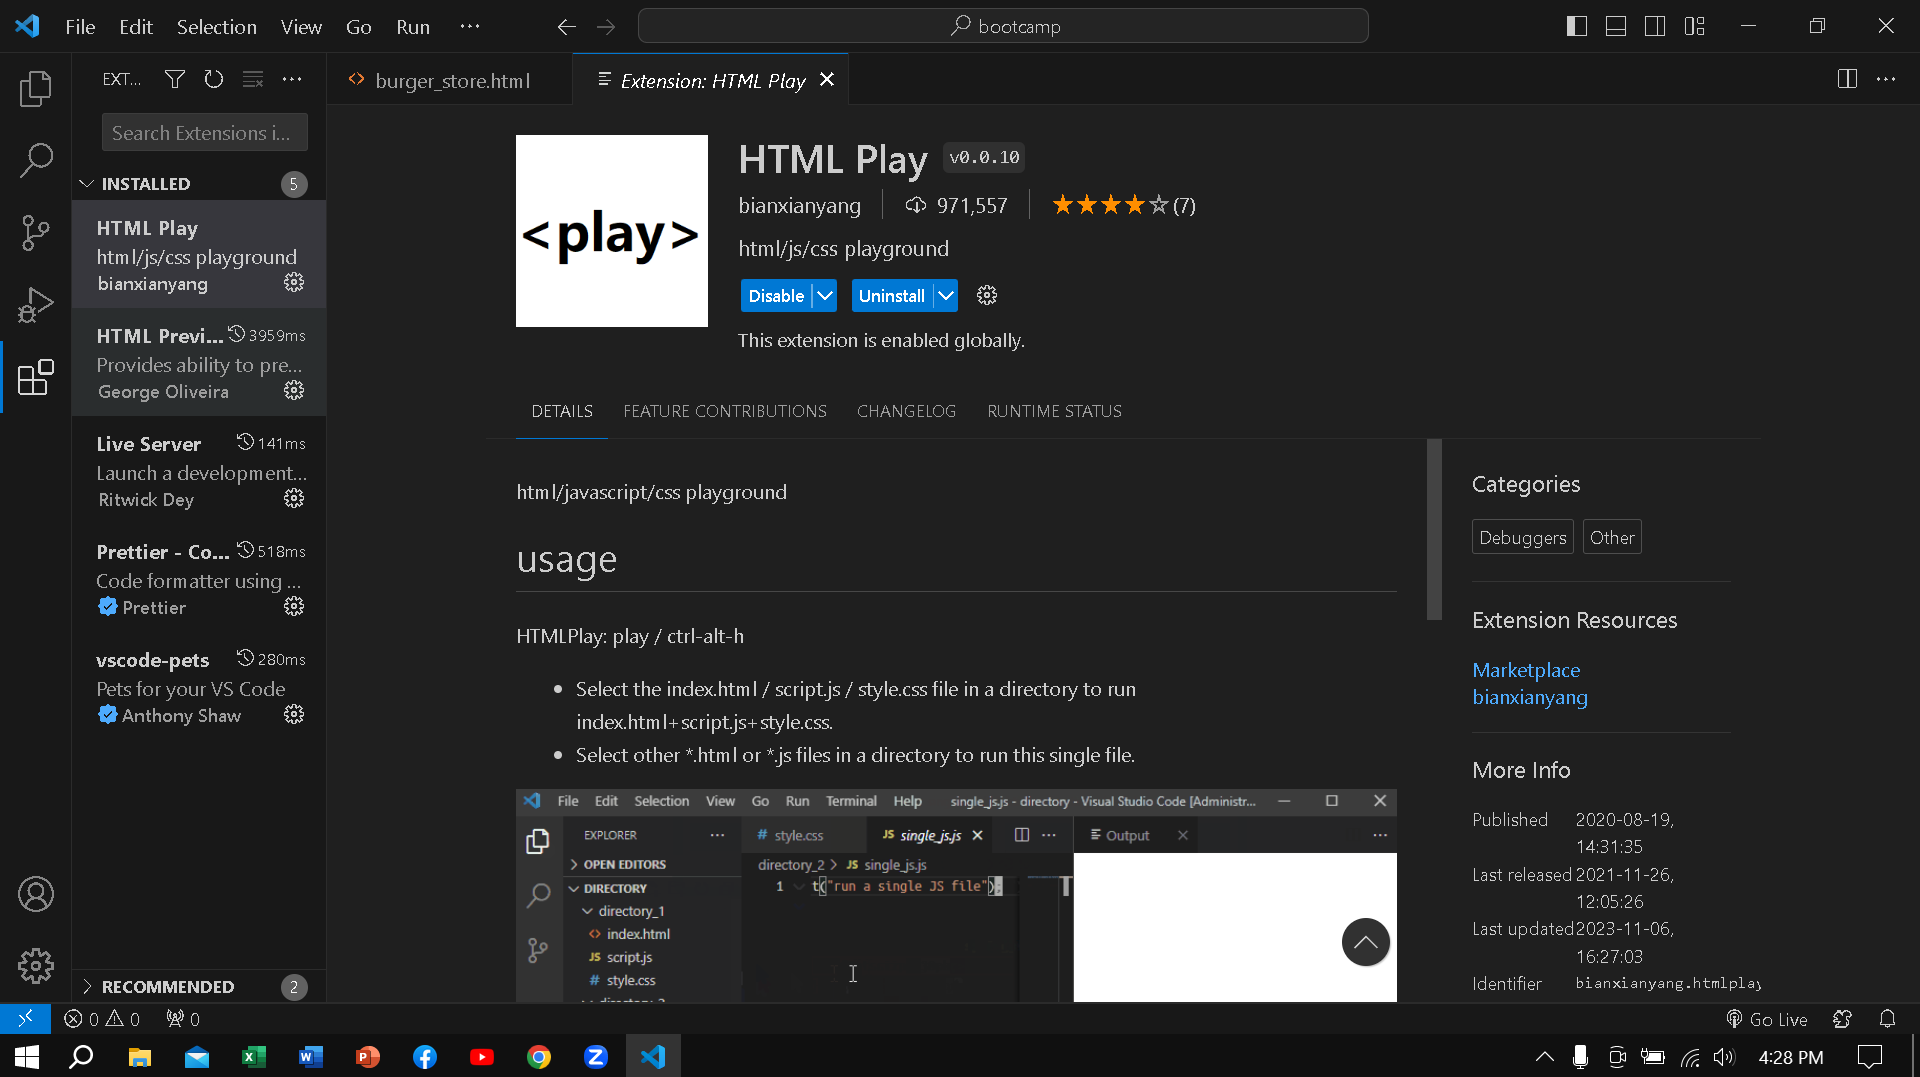 File Edit Selection View Go Run ···
bootcamp
EXT...
Search Extensions i...
INSTALLED 5
HTML Play
html/js/css playground
bianxianyang
HTML Previ... 3959ms
Provides ability to pre...
George Oliveira
Live Server 141ms
Launch a development...
Ritwick Dey
Prettier - Co... 518ms
Code formatter using ...
Prettier
vscode-pets 280ms
Pets for your VS Code
Anthony Shaw
RECOMMENDED 2
burger_store.html
Extension: HTML Play
<play>
HTML Play v0.0.10
bianxianyang 971,557 (7)
html/js/css playground
Disable Uninstall
This extension is enabled globally.
DETAILS FEATURE CONTRIBUTIONS CHANGELOG RUNTIME STATUS
html/javascript/css playground
usage
HTMLPlay: play / ctrl-alt-h
• Select the index.html / script.js / style.css file in a directory to run
index.html+script.js+style.css.
• Select other *.html or *.js files in a directory to run this single file.
File Edit Selection View Go Run Terminal Help single_js.js - directory - Visual Studio Code [Administr...
EXPLORER ···
OPEN EDITORS
DIRECTORY
directory_1
index.html
JS script.js
# style.css
# style.css
JS single_js.js
directory_2 > JS single_js.js
1 t("run a single JS file");
Output
Categories
Debuggers Other
Extension Resources
Marketplace
bianxianyang
More Info
Published 2020-08-19,
14:31:35
Last released 2021-11-26,
12:05:26
Last updated 2023-11-06,
16:27:03
Identifier bianxianyang.htmlplay
0 0 0
Go Live
4:28 PM